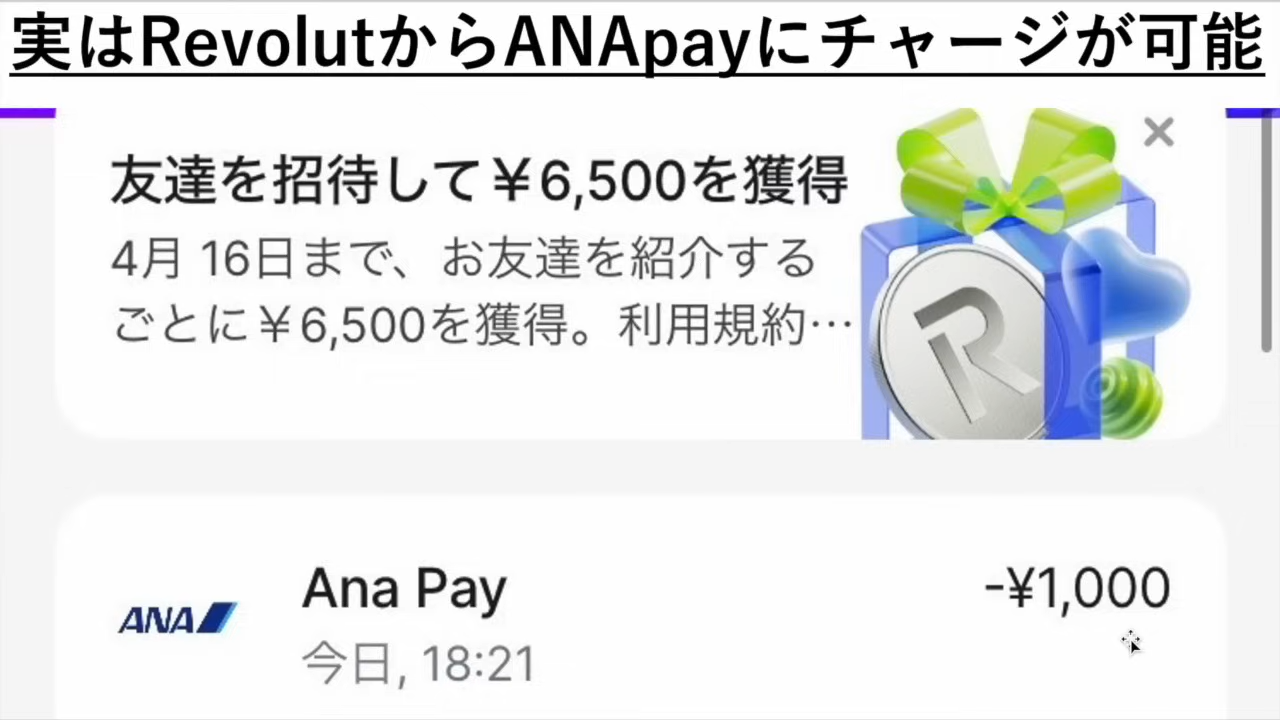 実はRevolutからANApayにチャージが可能
友達を招待して¥6,500を獲得
4月 16日まで、お友達を紹介する
ごとに¥6,500を獲得。利用規約…
ANA
Ana Pay
-¥1,000
今日, 18:21